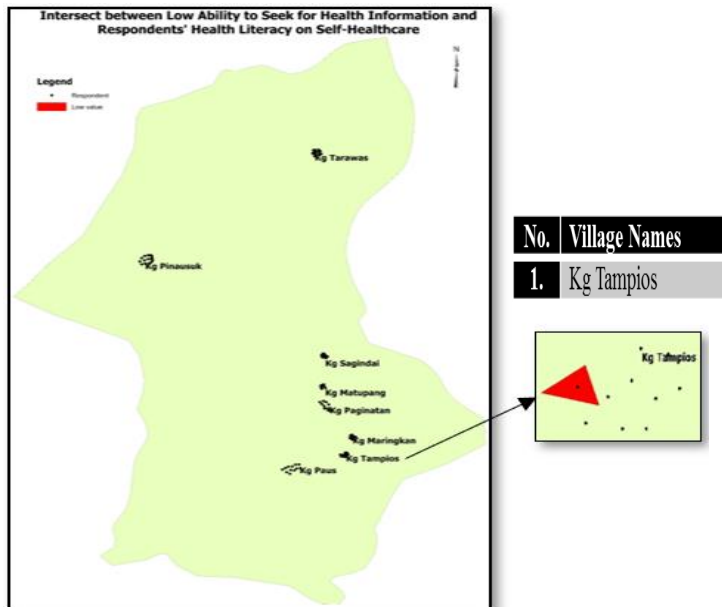 Intersect between Low Ability to Seek for Health Information and
Respondents' Health Literacy on Self-Healthcare
N
Legend
Respondent
Low value
Kg Tarawas
Kg Pinausuk
Kg Sagindai
Kg Matupang
Kg Paginatan
Kg Maringkan
Kg Tampios
Kg Paus
No. Village Names
1. Kg Tampios
Kg Tampios